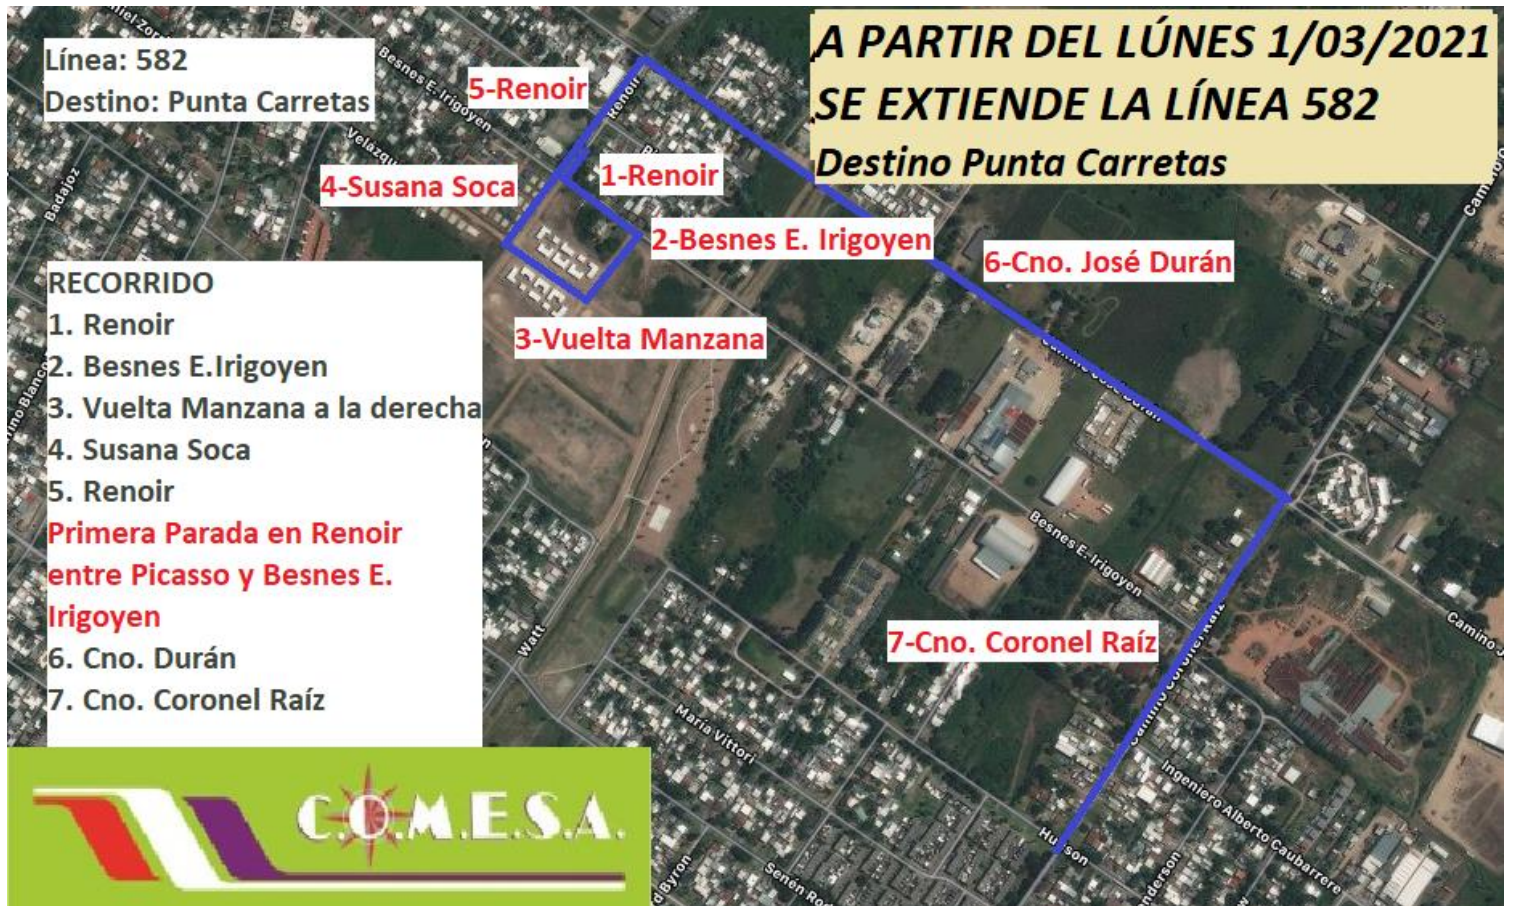 Línea: 582
Destino: Punta Carretas
A PARTIR DEL LÚNES 1/03/2021
SE EXTIENDE LA LÍNEA 582
Destino Punta Carretas
Besnes E. Irigoyen
Renoir
Badajoz
5-Renoir
1-Renoir
4-Susana Soca
2-Besnes E. Irigoyen
6-Cno. José Durán
3-Vuelta Manzana
RECORRIDO
1. Renoir
2. Besnes E.Irigoyen
3. Vuelta Manzana a la derecha
4. Susana Soca
5. Renoir
Primera Parada en Renoir
entre Picasso y Besnes E.
Irigoyen
6. Cno. Durán
7. Cno. Coronel Raíz
Besnes E. Irigoyen
7-Cno. Coronel Raíz
Camino Coronel Raíz
Watt
María Vittori
Ingeniero Alberto Caubarrere
Senén
C.O.M.E.S.A.